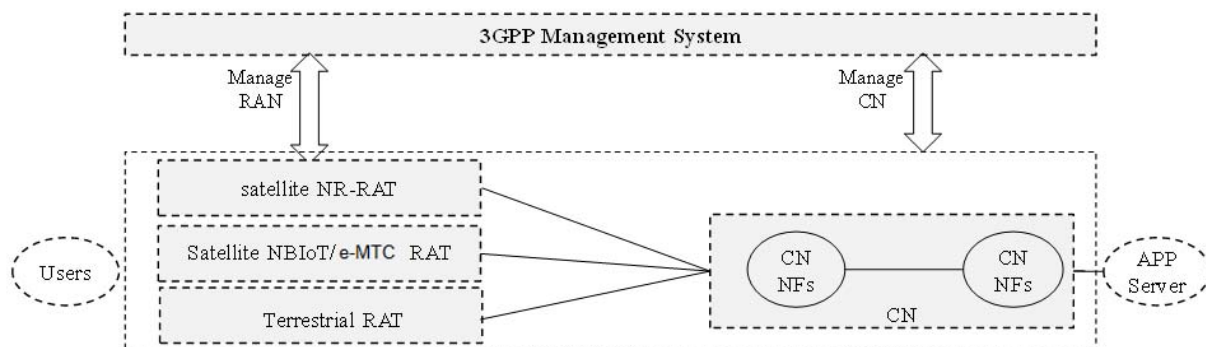 3GPP Management System
Manage
RAN
Manage
CN
satellite NR-RAT
Satellite NBIoT/e-MTC RAT
Terrestrial RAT
Users
CN
NFs
CN
NFs
CN
APP
Server